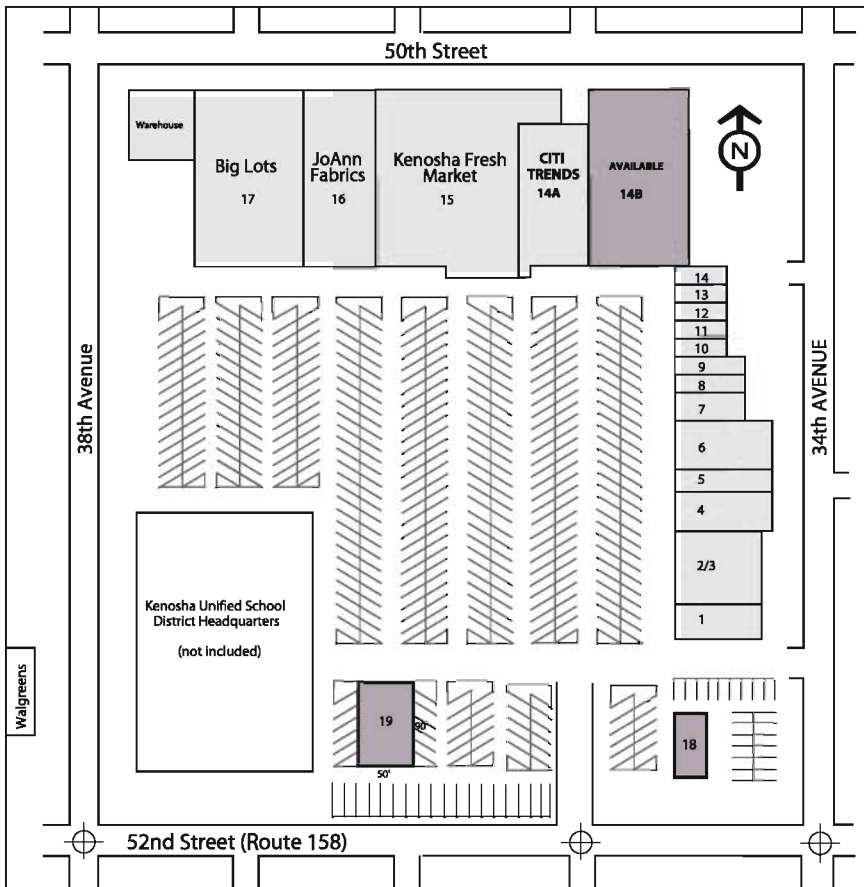 50th Street
Warehouse
Big Lots
17
JoAnn
Fabrics
16
Kenosha Fresh
Market
15
CITI
TRENDS
14A
AVAILABLE
14B
N
14
13
12
11
10
9
8
7
6
5
4
2/3
1
38th Avenue
34th AVENUE
Kenosha Unified School
District Headquarters
(not included)
Walgreens
19
90'
50'
18
52nd Street (Route 158)